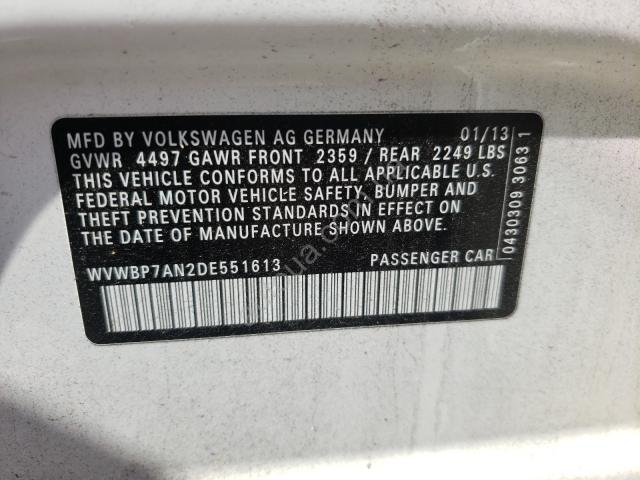 MFD BY VOLKSWAGEN AG GERMANY 01/13
GVWR 4497 GAWR FRONT 2359 / REAR 2249 LBS
THIS VEHICLE CONFORMS TO ALL APPLICABLE U.S.
FEDERAL MOTOR VEHICLE SAFETY, BUMPER AND
THEFT PREVENTION STANDARDS IN EFFECT ON
THE DATE OF MANUFACTURE SHOWN ABOVE.
WVWBP7AN2DE551613 PASSENGER CAR
0430309 3063 1